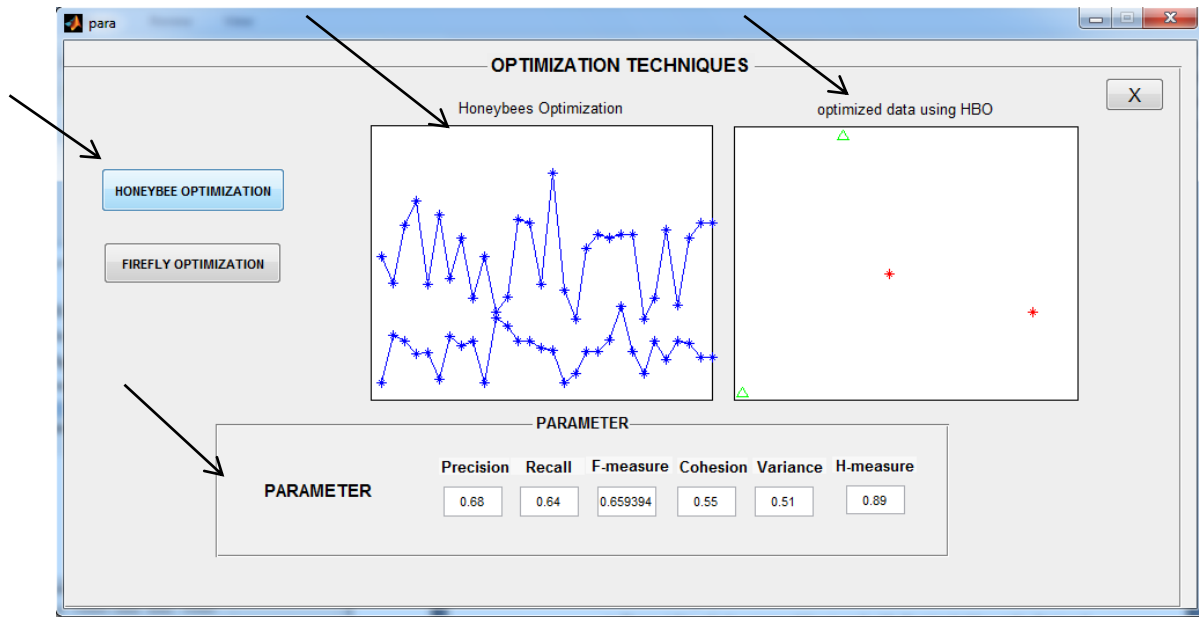 para
OPTIMIZATION TECHNIQUES
X
Honeybees Optimization
optimized data using HBO
HONEYBEE OPTIMIZATION
FIREFLY OPTIMIZATION
PARAMETER
Precision Recall F-measure Cohesion Variance H-measure
PARAMETER
0.68 0.64 0.659394 0.55 0.51 0.89